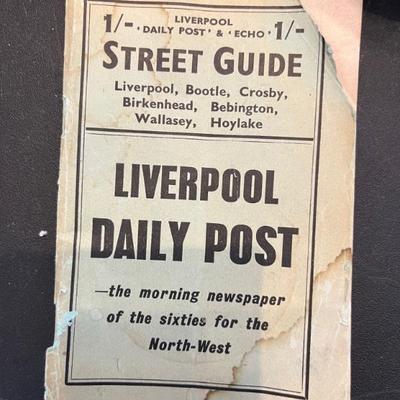 1/- LIVERPOOL 1/-
'DAILY POST' & 'ECHO'
STREET GUIDE
Liverpool, Bootle, Crosby,
Birkenhead, Bebington,
Wallasey, Hoylake
LIVERPOOL
DAILY POST
—the morning newspaper
of the sixties for the
North-West